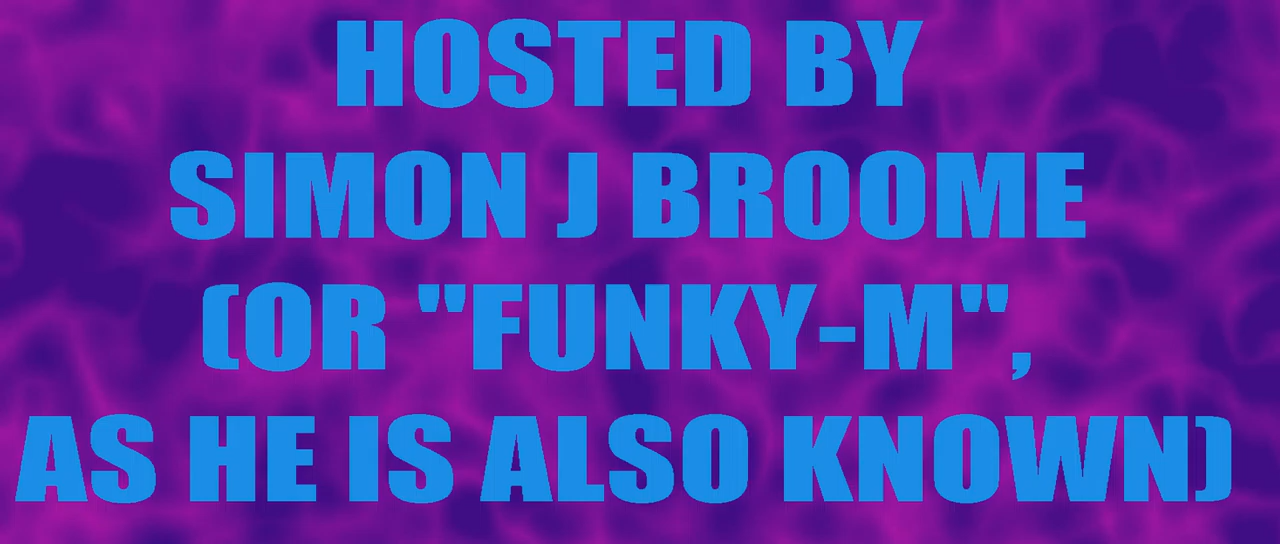 HOSTED BY
SIMON J BROOME
(OR "FUNKY-M",
AS HE IS ALSO KNOWN)